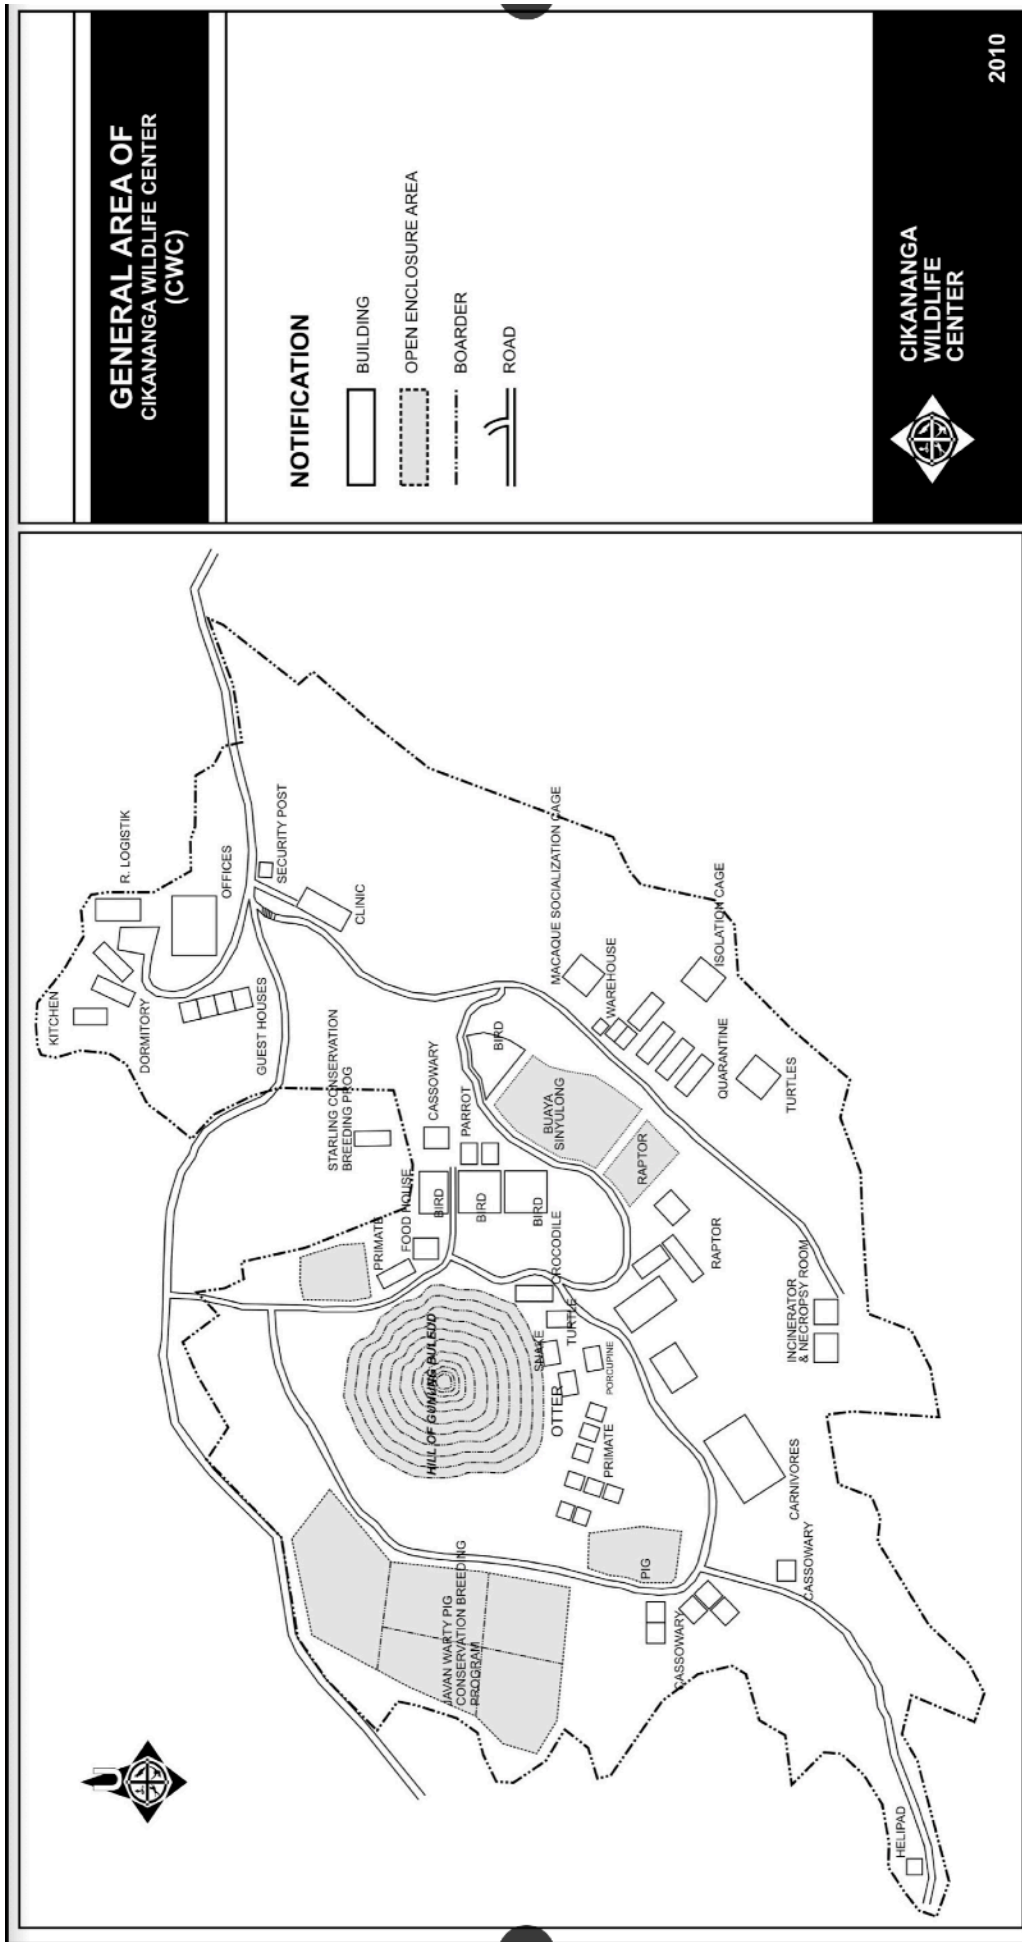 GENERAL AREA OF
CIKANANGA WILDLIFE CENTER
(CWC)
NOTIFICATION
BUILDING
OPEN ENCLOSURE AREA
BOARDER
ROAD
CIKANANGA
WILDLIFE
CENTER
2010
U
KITCHEN
R. LOGISTIK
DORMITORY
OFFICES
GUEST HOUSES
SECURITY POST
CLINIC
STARLING CONSERVATION
BREEDING PROG
CASSOWARY
PARROT
BIRD
BUAYA
SINYULONG
RAPTOR
MACAQUE SOCIALIZATION CAGE
WAREHOUSE
ISOLATION CAGE
QUARANTINE
TURTLES
PRIMATE
FOOD HOUSE
BIRD
BIRD
BIRD
CROCODILE
TURTLE
SNAKE
OTTER
PORCUPINE
PRIMATE
HILL OF GUNUNG BULEUD
RAPTOR
INCINERATOR
& NECROPSY ROOM
CARNIVORES
CASSOWARY
PIG
CASSOWARY
JAVAN WARTY PIG
CONSERVATION BREEDING
PROGRAM
HELIPAD